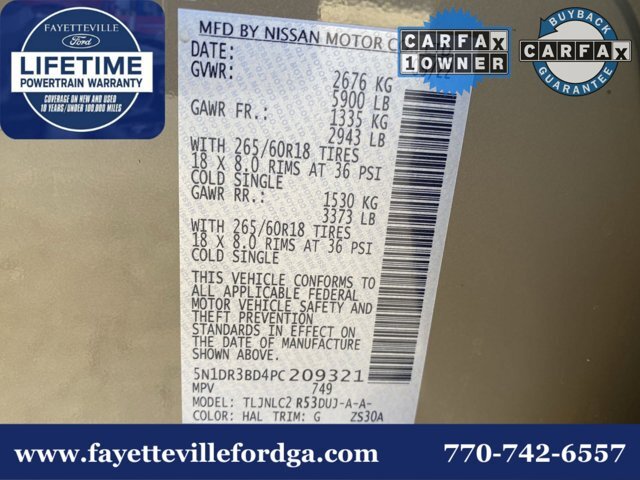 FAYETTEVILLE
Ford
LIFETIME
POWERTRAIN WARRANTY
COVERAGE ON NEW AND USED
10 YEARS/UNDER 100,000 MILES
CARFAX
1 OWNER
BUYBACK
CARFAX
GUARANTEE
MFD BY NISSAN MOTOR C
DATE: 22
GVWR: 2676 KG
5900 LB
GAWR FR.: 1335 KG
2943 LB
WITH 265/60R18 TIRES
18 X 8.0 RIMS AT 36 PSI
COLD SINGLE
GAWR RR.: 1530 KG
3373 LB
WITH 265/60R18 TIRES
18 X 8.0 RIMS AT 36 PSI
COLD SINGLE
THIS VEHICLE CONFORMS TO
ALL APPLICABLE FEDERAL
MOTOR VEHICLE SAFETY AND
THEFT PREVENTION
STANDARDS IN EFFECT ON
THE DATE OF MANUFACTURE
SHOWN ABOVE.
5N1DR3BD4PC209321
MPV 749
MODEL: TLJNLC2 R53DUJ-A-A-
COLOR: HAL TRIM: G ZS30A
www.fayettevillefordga.com
770-742-6557